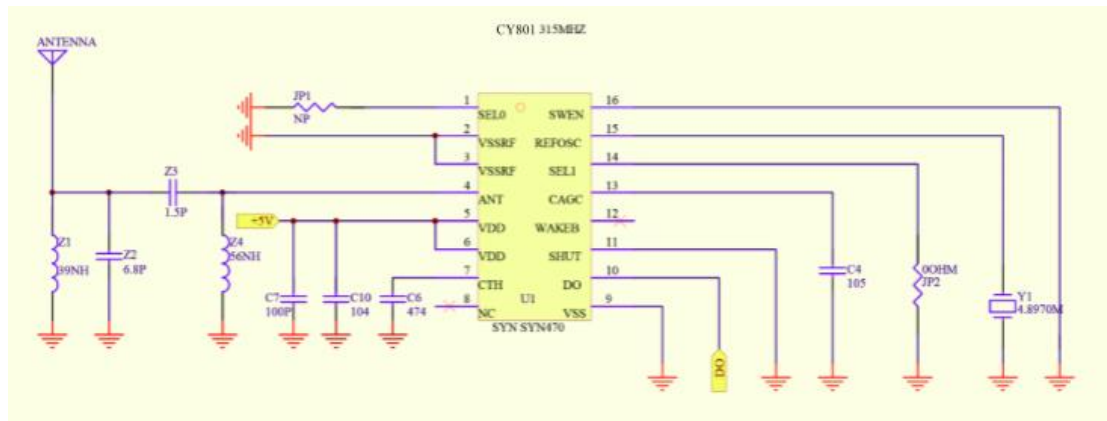 CY801 315MHZ
ANTENNA
JP1
NP
1
SEL0
2
VSSRF
3
VSSRF
4
ANT
5
VDD
6
VDD
7
CTH
8
NC
16
SWEN
15
REFOSC
14
SEL1
13
CAGC
12
WAKEB
11
SHUT
10
DO
9
VSS
U1
SYN SYN470
Z3
1.5P
Z1
39NH
Z2
6.8P
Z4
56NH
+5V
C7
100P
C10
104
C6
474
DO
C4
105
0OHM
JP2
Y1
4.8970M